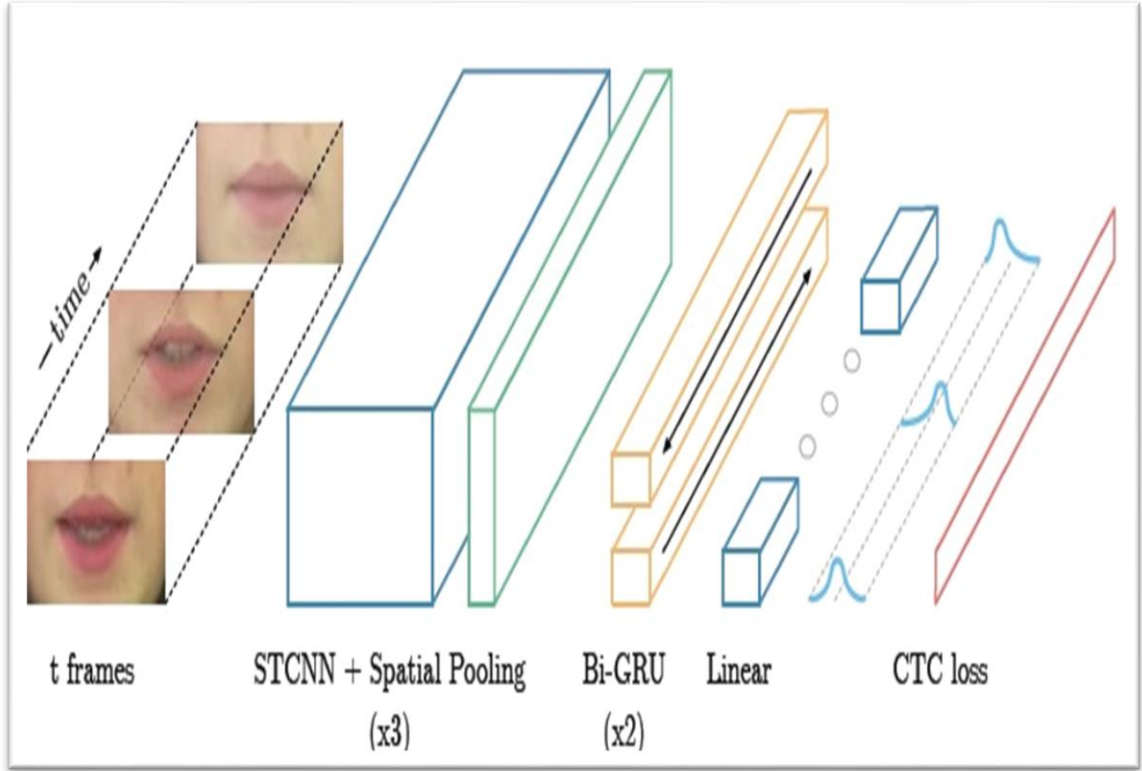 time
t frames
STCNN + Spatial Pooling
(x3)
Bi-GRU
(x2)
Linear
CTC loss